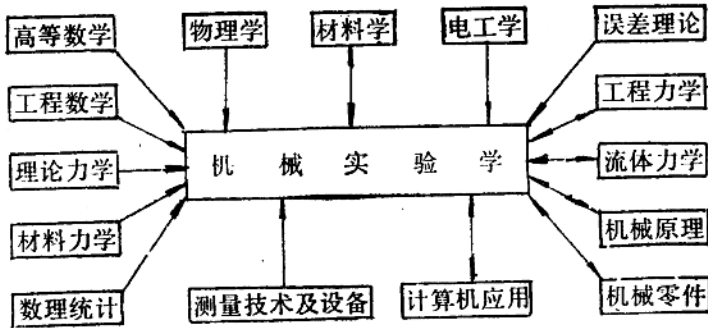 高等数学
物理学
材料学
电工学
误差理论
工程数学
工程力学
机械实验学
理论力学
流体力学
材料力学
机械原理
数理统计
测量技术及设备
计算机应用
机械零件